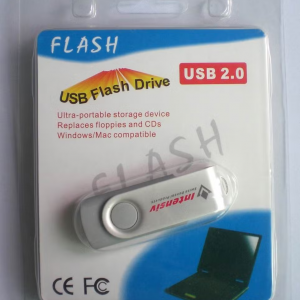 FLASH
USB Flash Drive
USB 2.0
Ultra-portable storage device
Replaces floppies and CDs
Windows/Mac compatible
FLASH
Intensiv
CE FC